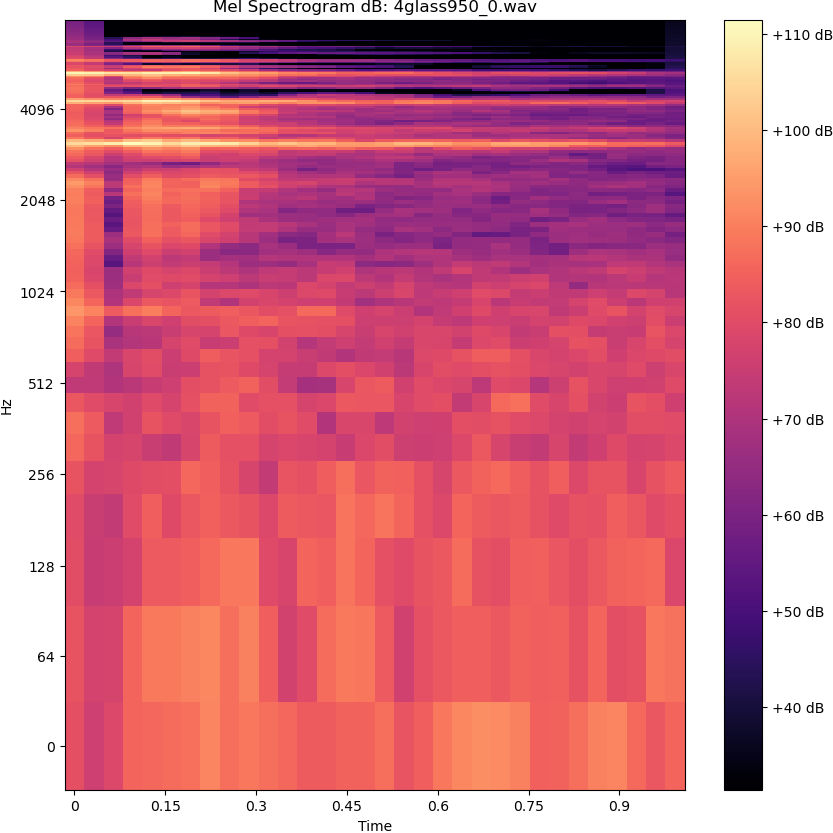 Mel Spectrogram dB: 4glass950_0.wav
+110 dB
4096
+100 dB
2048
+90 dB
1024
+80 dB
512
Hz
+70 dB
256
+60 dB
128
+50 dB
64
+40 dB
0
0 0.15 0.3 0.45 0.6 0.75 0.9
Time